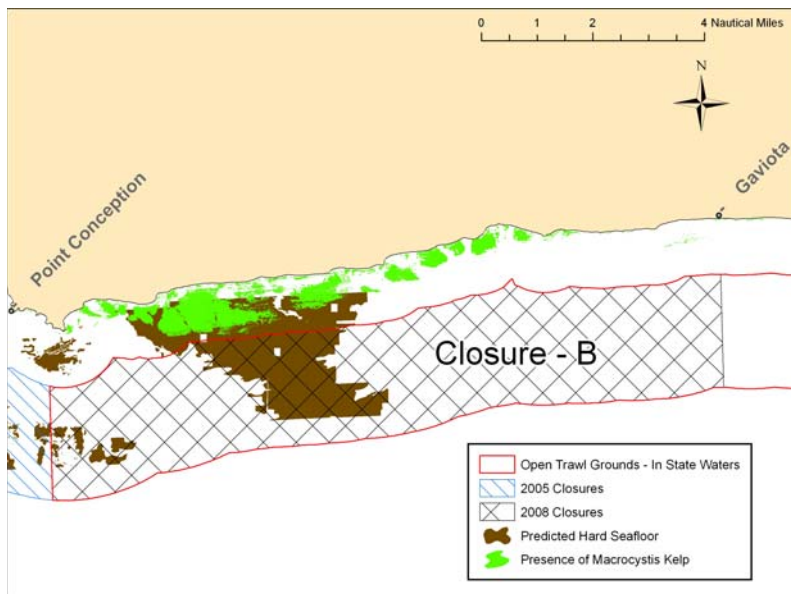 0 1 2 4 Nautical Miles
N
Gaviota
Point Conception
Closure - B
Open Trawl Grounds - In State Waters
2005 Closures
2008 Closures
Predicted Hard Seafloor
Presence of Macrocystis Kelp